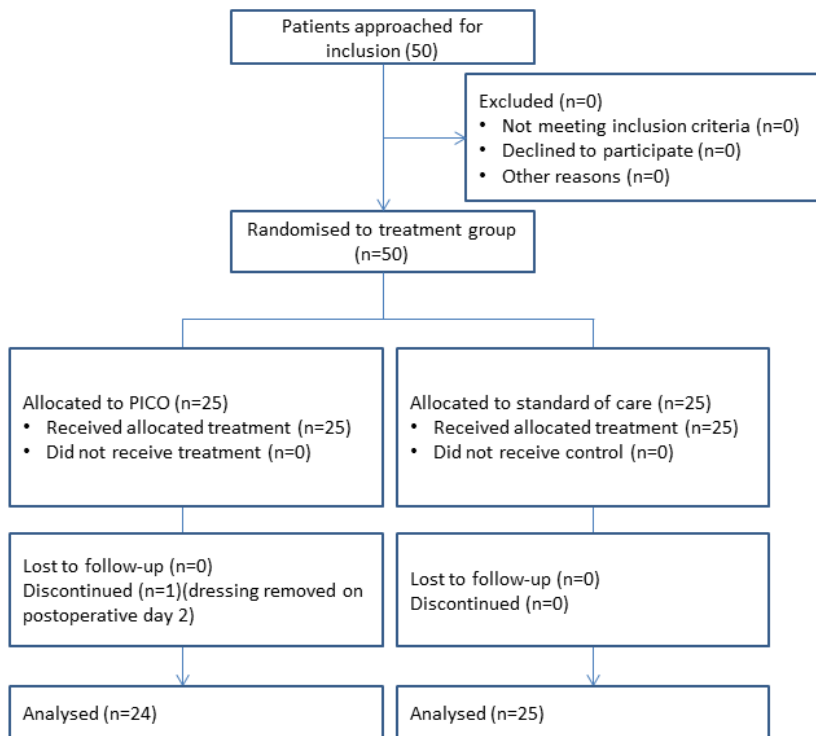 Patients approached for
inclusion (50)
Excluded (n=0)
• Not meeting inclusion criteria (n=0)
• Declined to participate (n=0)
• Other reasons (n=0)
Randomised to treatment group
(n=50)
Allocated to PICO (n=25)
• Received allocated treatment (n=25)
• Did not receive treatment (n=0)
Allocated to standard of care (n=25)
• Received allocated treatment (n=25)
• Did not receive control (n=0)
Lost to follow-up (n=0)
Discontinued (n=1)(dressing removed on
postoperative day 2)
Lost to follow-up (n=0)
Discontinued (n=0)
Analysed (n=24)
Analysed (n=25)